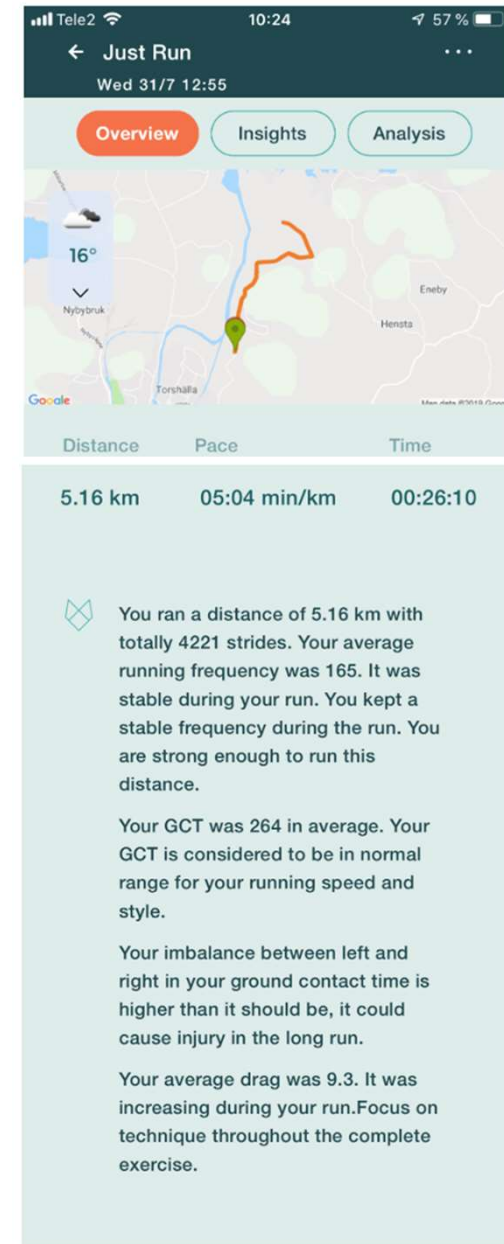 Tele2 10:24 57 %
← Just Run ...
Wed 31/7 12:55
Overview Insights Analysis
16°
Nybybruk
Eneby
Hensta
Torshälla
Google
Map data ©2019 Goo
Distance Pace Time
5.16 km 05:04 min/km 00:26:10
You ran a distance of 5.16 km with
totally 4221 strides. Your average
running frequency was 165. It was
stable during your run. You kept a
stable frequency during the run. You
are strong enough to run this
distance.
Your GCT was 264 in average. Your
GCT is considered to be in normal
range for your running speed and
style.
Your imbalance between left and
right in your ground contact time is
higher than it should be, it could
cause injury in the long run.
Your average drag was 9.3. It was
increasing during your run.Focus on
technique throughout the complete
exercise.